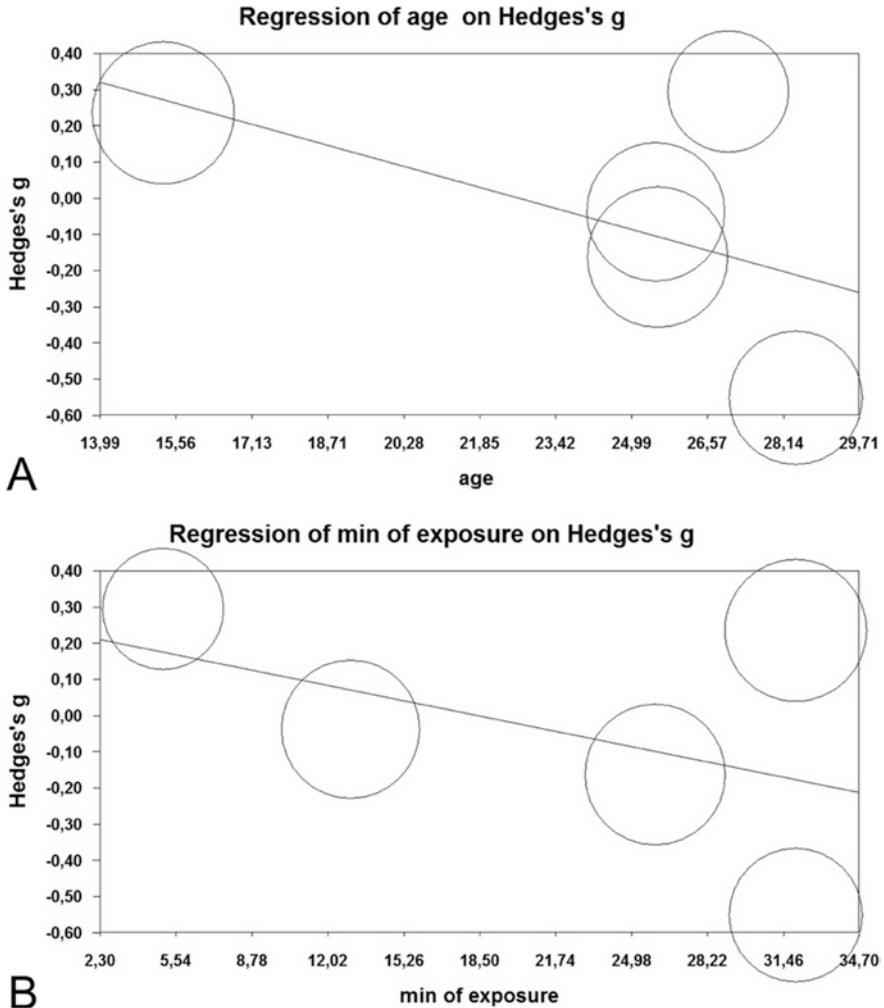 Regression of age on Hedges's g
0,40
0,30
0,20
0,10
0,00
-0,10
-0,20
-0,30
-0,40
-0,50
-0,60
Hedges's g
13,99 15,56 17,13 18,71 20,28 21,85 23,42 24,99 26,57 28,14 29,71
age
A
Regression of min of exposure on Hedges's g
0,40
0,30
0,20
0,10
0,00
-0,10
-0,20
-0,30
-0,40
-0,50
-0,60
Hedges's g
2,30 5,54 8,78 12,02 15,26 18,50 21,74 24,98 28,22 31,46 34,70
min of exposure
B